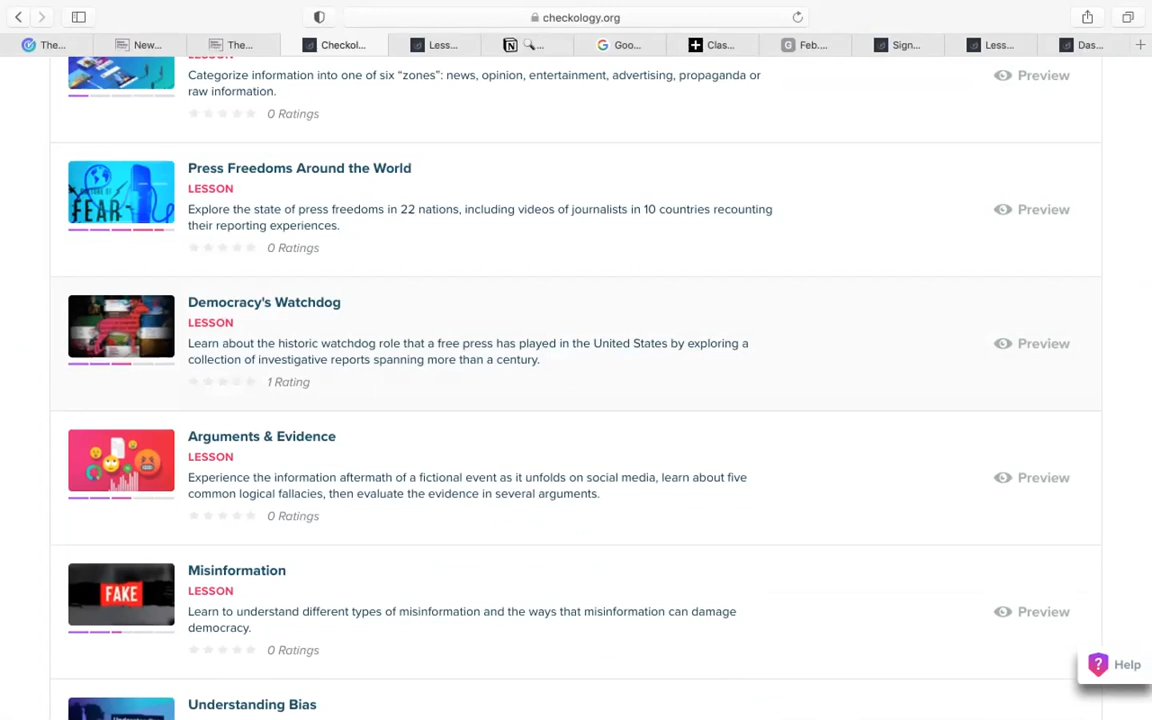 checkology.org
The...
New...
The...
Checkol...
Less...
...
Goo...
Clas...
Feb....
Sign...
Less...
Das...
LESSON
Categorize information into one of six “zones”: news, opinion, entertainment, advertising, propaganda or
raw information.
0 Ratings
Preview
FEAR
Press Freedoms Around the World
LESSON
Explore the state of press freedoms in 22 nations, including videos of journalists in 10 countries recounting
their reporting experiences.
0 Ratings
Preview
Democracy's Watchdog
LESSON
Learn about the historic watchdog role that a free press has played in the United States by exploring a
collection of investigative reports spanning more than a century.
1 Rating
Preview
Arguments & Evidence
LESSON
Experience the information aftermath of a fictional event as it unfolds on social media, learn about five
common logical fallacies, then evaluate the evidence in several arguments.
0 Ratings
Preview
FAKE
Misinformation
LESSON
Learn to understand different types of misinformation and the ways that misinformation can damage
democracy.
0 Ratings
Preview
? Help
Understanding Bias